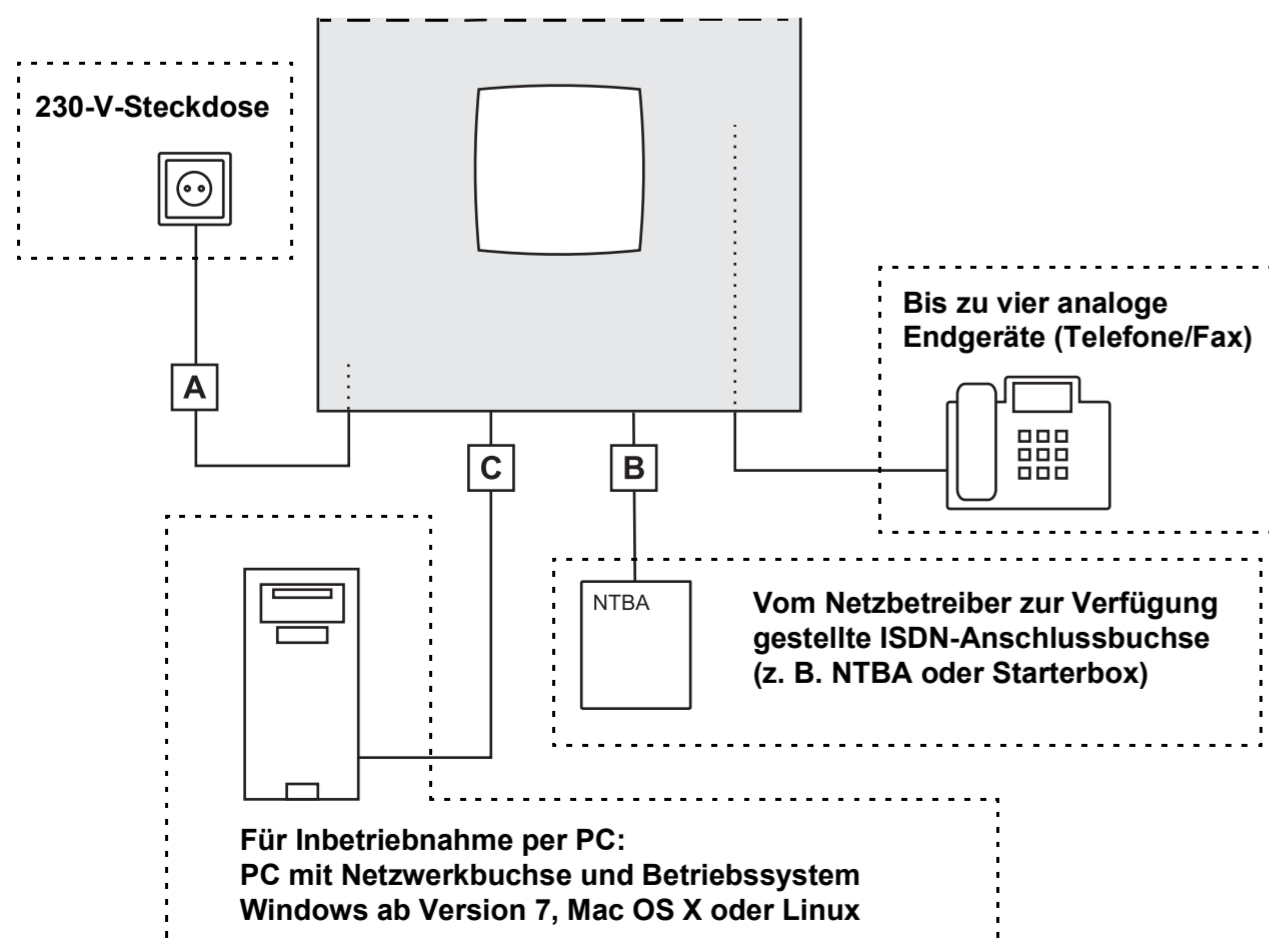 230-V-Steckdose
Bis zu vier analoge
Endgeräte (Telefone/Fax)
A
C
B
NTBA
Vom Netzbetreiber zur Verfügung
gestellte ISDN-Anschlussbuchse
(z. B. NTBA oder Starterbox)
Für Inbetriebnahme per PC:
PC mit Netzwerkbuchse und Betriebssystem
Windows ab Version 7, Mac OS X oder Linux